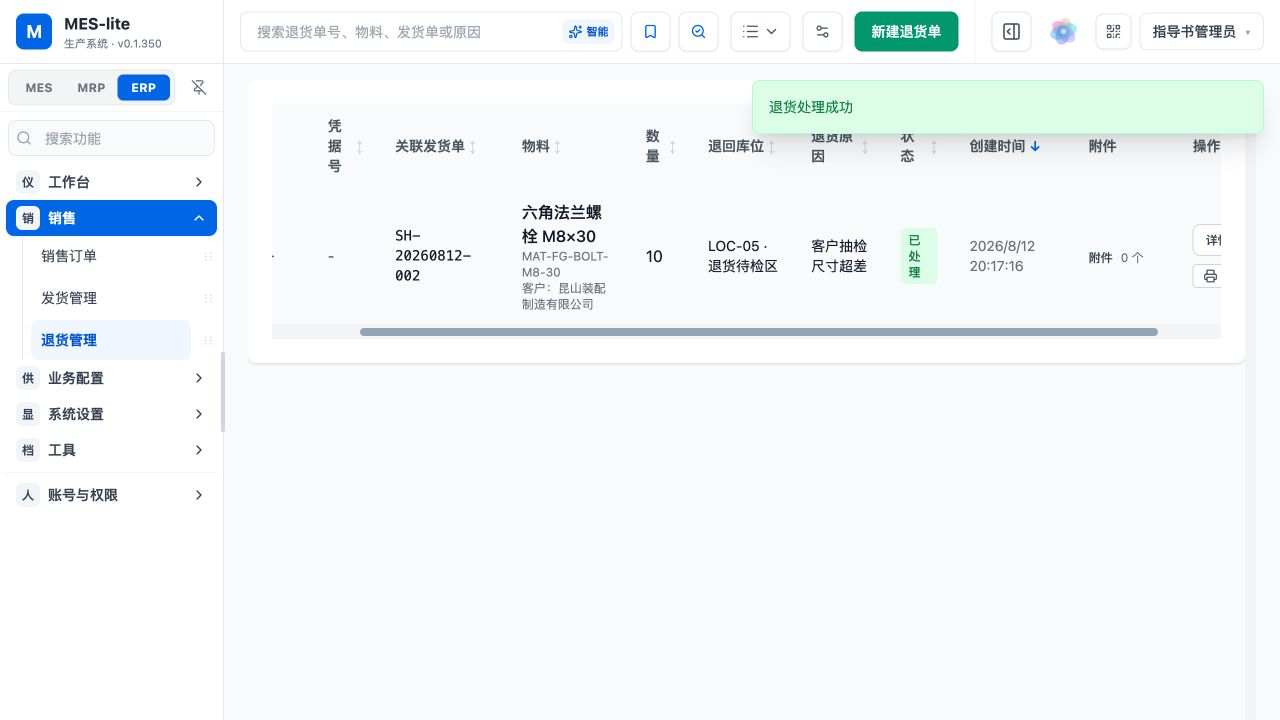 M
MES-lite
生产系统 · v0.1.350
搜索退货单号、物料、发货单或原因
智能
新建退货单
指导书管理员
MES
MRP
ERP
搜索功能
仪 工作台
销 销售
销售订单
发货管理
退货管理
供 业务配置
显 系统设置
档 工具
人 账号与权限
退货处理成功
凭据号
关联发货单
物料
数量
退回库位
退货原因
状态
创建时间
附件
操作
-
SH-
20260812-
002
六角法兰螺
栓 M8×30
MAT-FG-BOLT-
M8-30
客户：昆山装配
制造有限公司
10
LOC-05 ·
退货待检区
客户抽检
尺寸超差
已
处
理
2026/8/12
20:17:16
附件 0 个
详